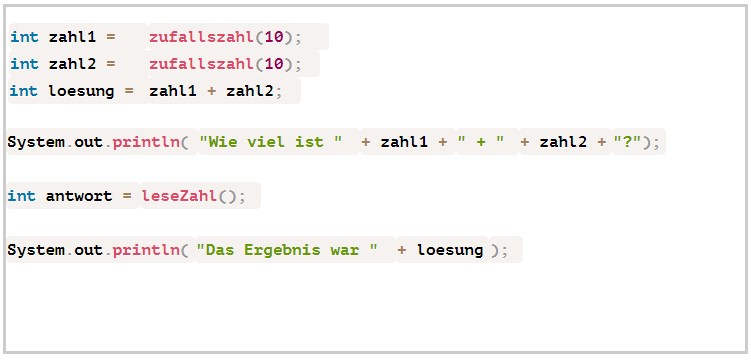 int zahl1 = zufallszahl(10);
int zahl2 = zufallszahl(10);
int loesung = zahl1 + zahl2;
System.out.println( "Wie viel ist " + zahl1 + " + " + zahl2 + "?");
int antwort = leseZahl();
System.out.println( "Das Ergebnis war " + loesung );